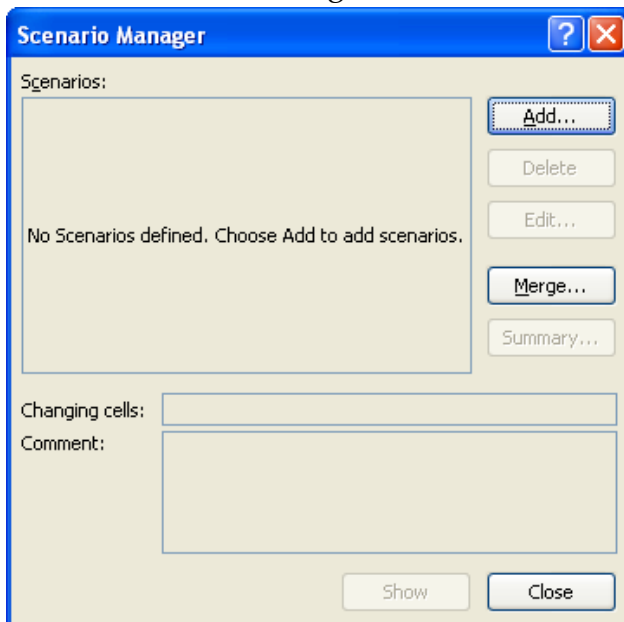 Scenario Manager
Scenarios:
Add...
Delete
No Scenarios defined. Choose Add to add scenarios.
Edit...
Merge...
Summary...
Changing cells:
Comment:
Show
Close